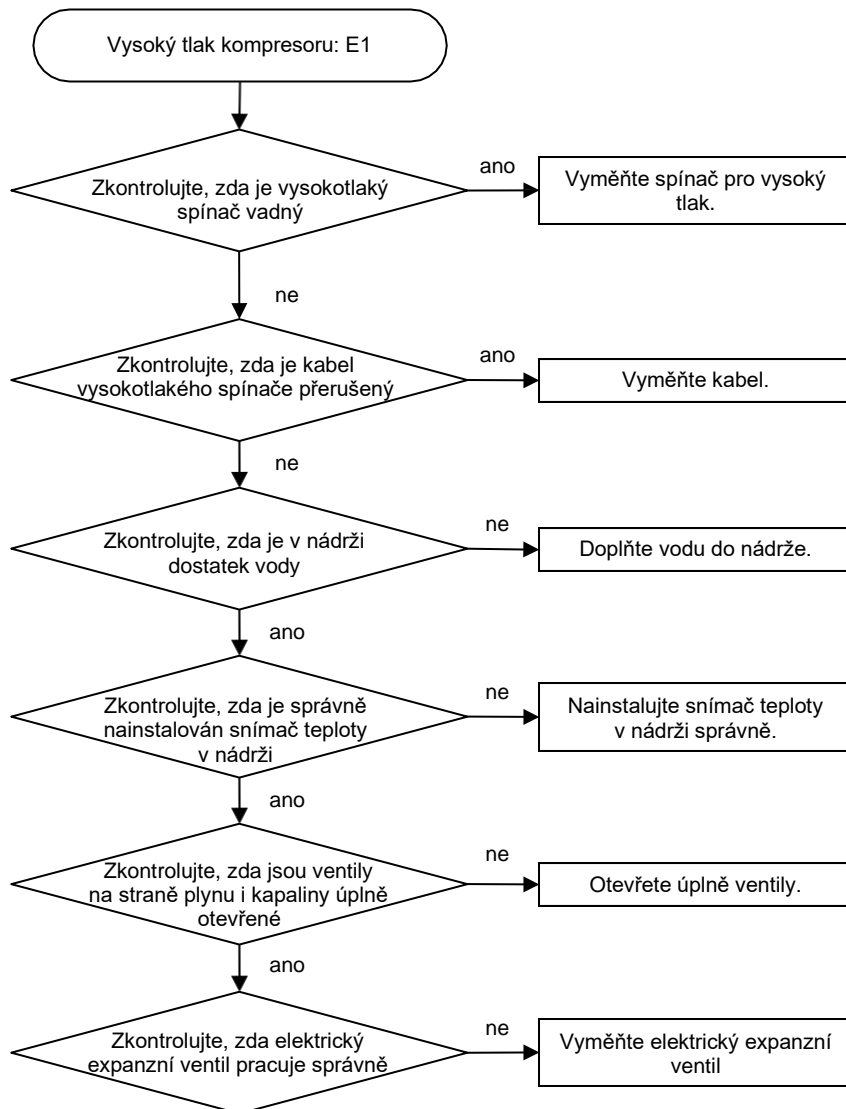 Vysoký tlak kompresoru: E1
Zkontrolujte, zda je vysokotlaký
spínač vadný
ano
Vyměňte spínač pro vysoký
tlak.
ne
Zkontrolujte, zda je kabel
vysokotlakého spínače přerušený
ano
Vyměňte kabel.
ne
Zkontrolujte, zda je v nádrži
dostatek vody
ne
Doplňte vodu do nádrže.
ano
Zkontrolujte, zda je správně
nainstalován snímač teploty
v nádrži
ne
Nainstalujte snímač teploty
v nádrži správně.
ano
Zkontrolujte, zda jsou ventily
na straně plynu i kapaliny úplně
otevřené
ne
Otevřete úplně ventily.
ano
Zkontrolujte, zda elektrický
expanzní ventil pracuje správně
ne
Vyměňte elektrický expanzní
ventil